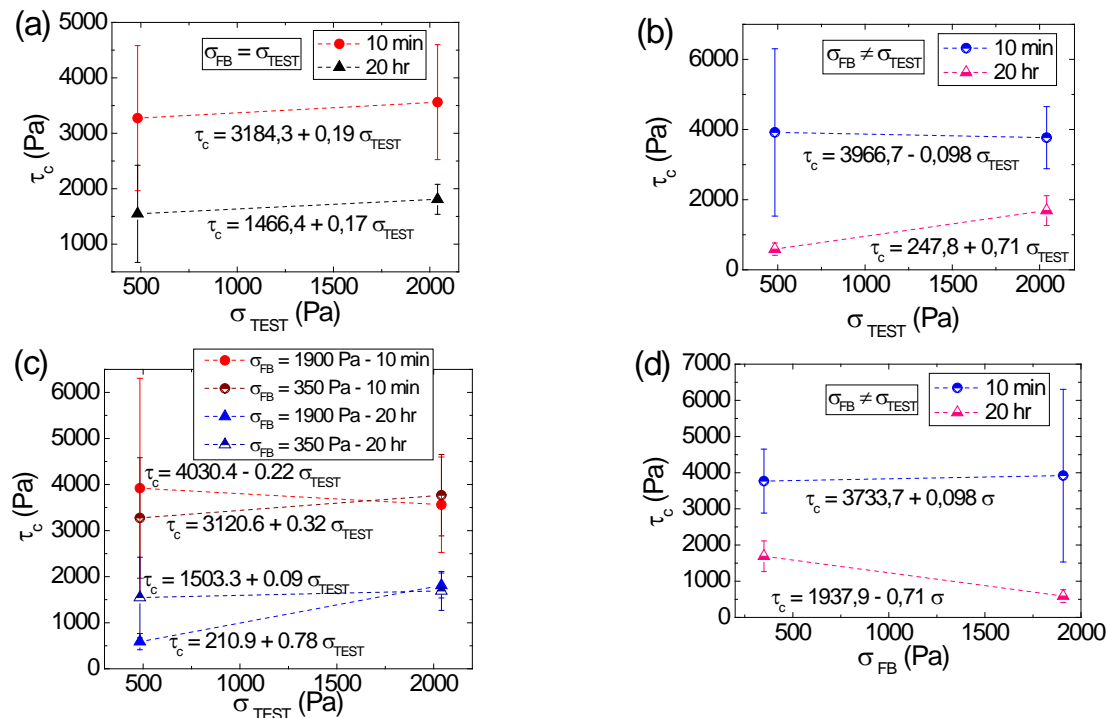 (a)
5000
4000
3000
2000
1000
τc (Pa)
σFB = σTEST
10 min
20 hr
τc = 3184,3 + 0,19 σTEST
τc = 1466,4 + 0,17 σTEST
500 1000 1500 2000
σTEST (Pa)
(b)
6000
4000
2000
0
τc (Pa)
σFB ≠ σTEST
10 min
20 hr
τc = 3966,7 - 0,098 σTEST
τc = 247,8 + 0,71 σTEST
500 1000 1500 2000
σTEST (Pa)
(c)
σFB = 1900 Pa - 10 min
σFB = 350 Pa - 10 min
σFB = 1900 Pa - 20 hr
σFB = 350 Pa - 20 hr
6000
5000
4000
3000
2000
1000
0
τc (Pa)
τc = 4030.4 - 0.22 σTEST
τc = 3120.6 + 0.32 σTEST
τc = 1503.3 + 0.09 σTEST
τc = 210.9 + 0.78 σTEST
500 1000 1500 2000
σTEST (Pa)
(d)
7000
6000
5000
4000
3000
2000
1000
0
τc (Pa)
σFB ≠ σTEST
10 min
20 hr
τc = 3733,7 + 0,098 σ
τc = 1937,9 - 0,71 σ
500 1000 1500 2000
σFB (Pa)